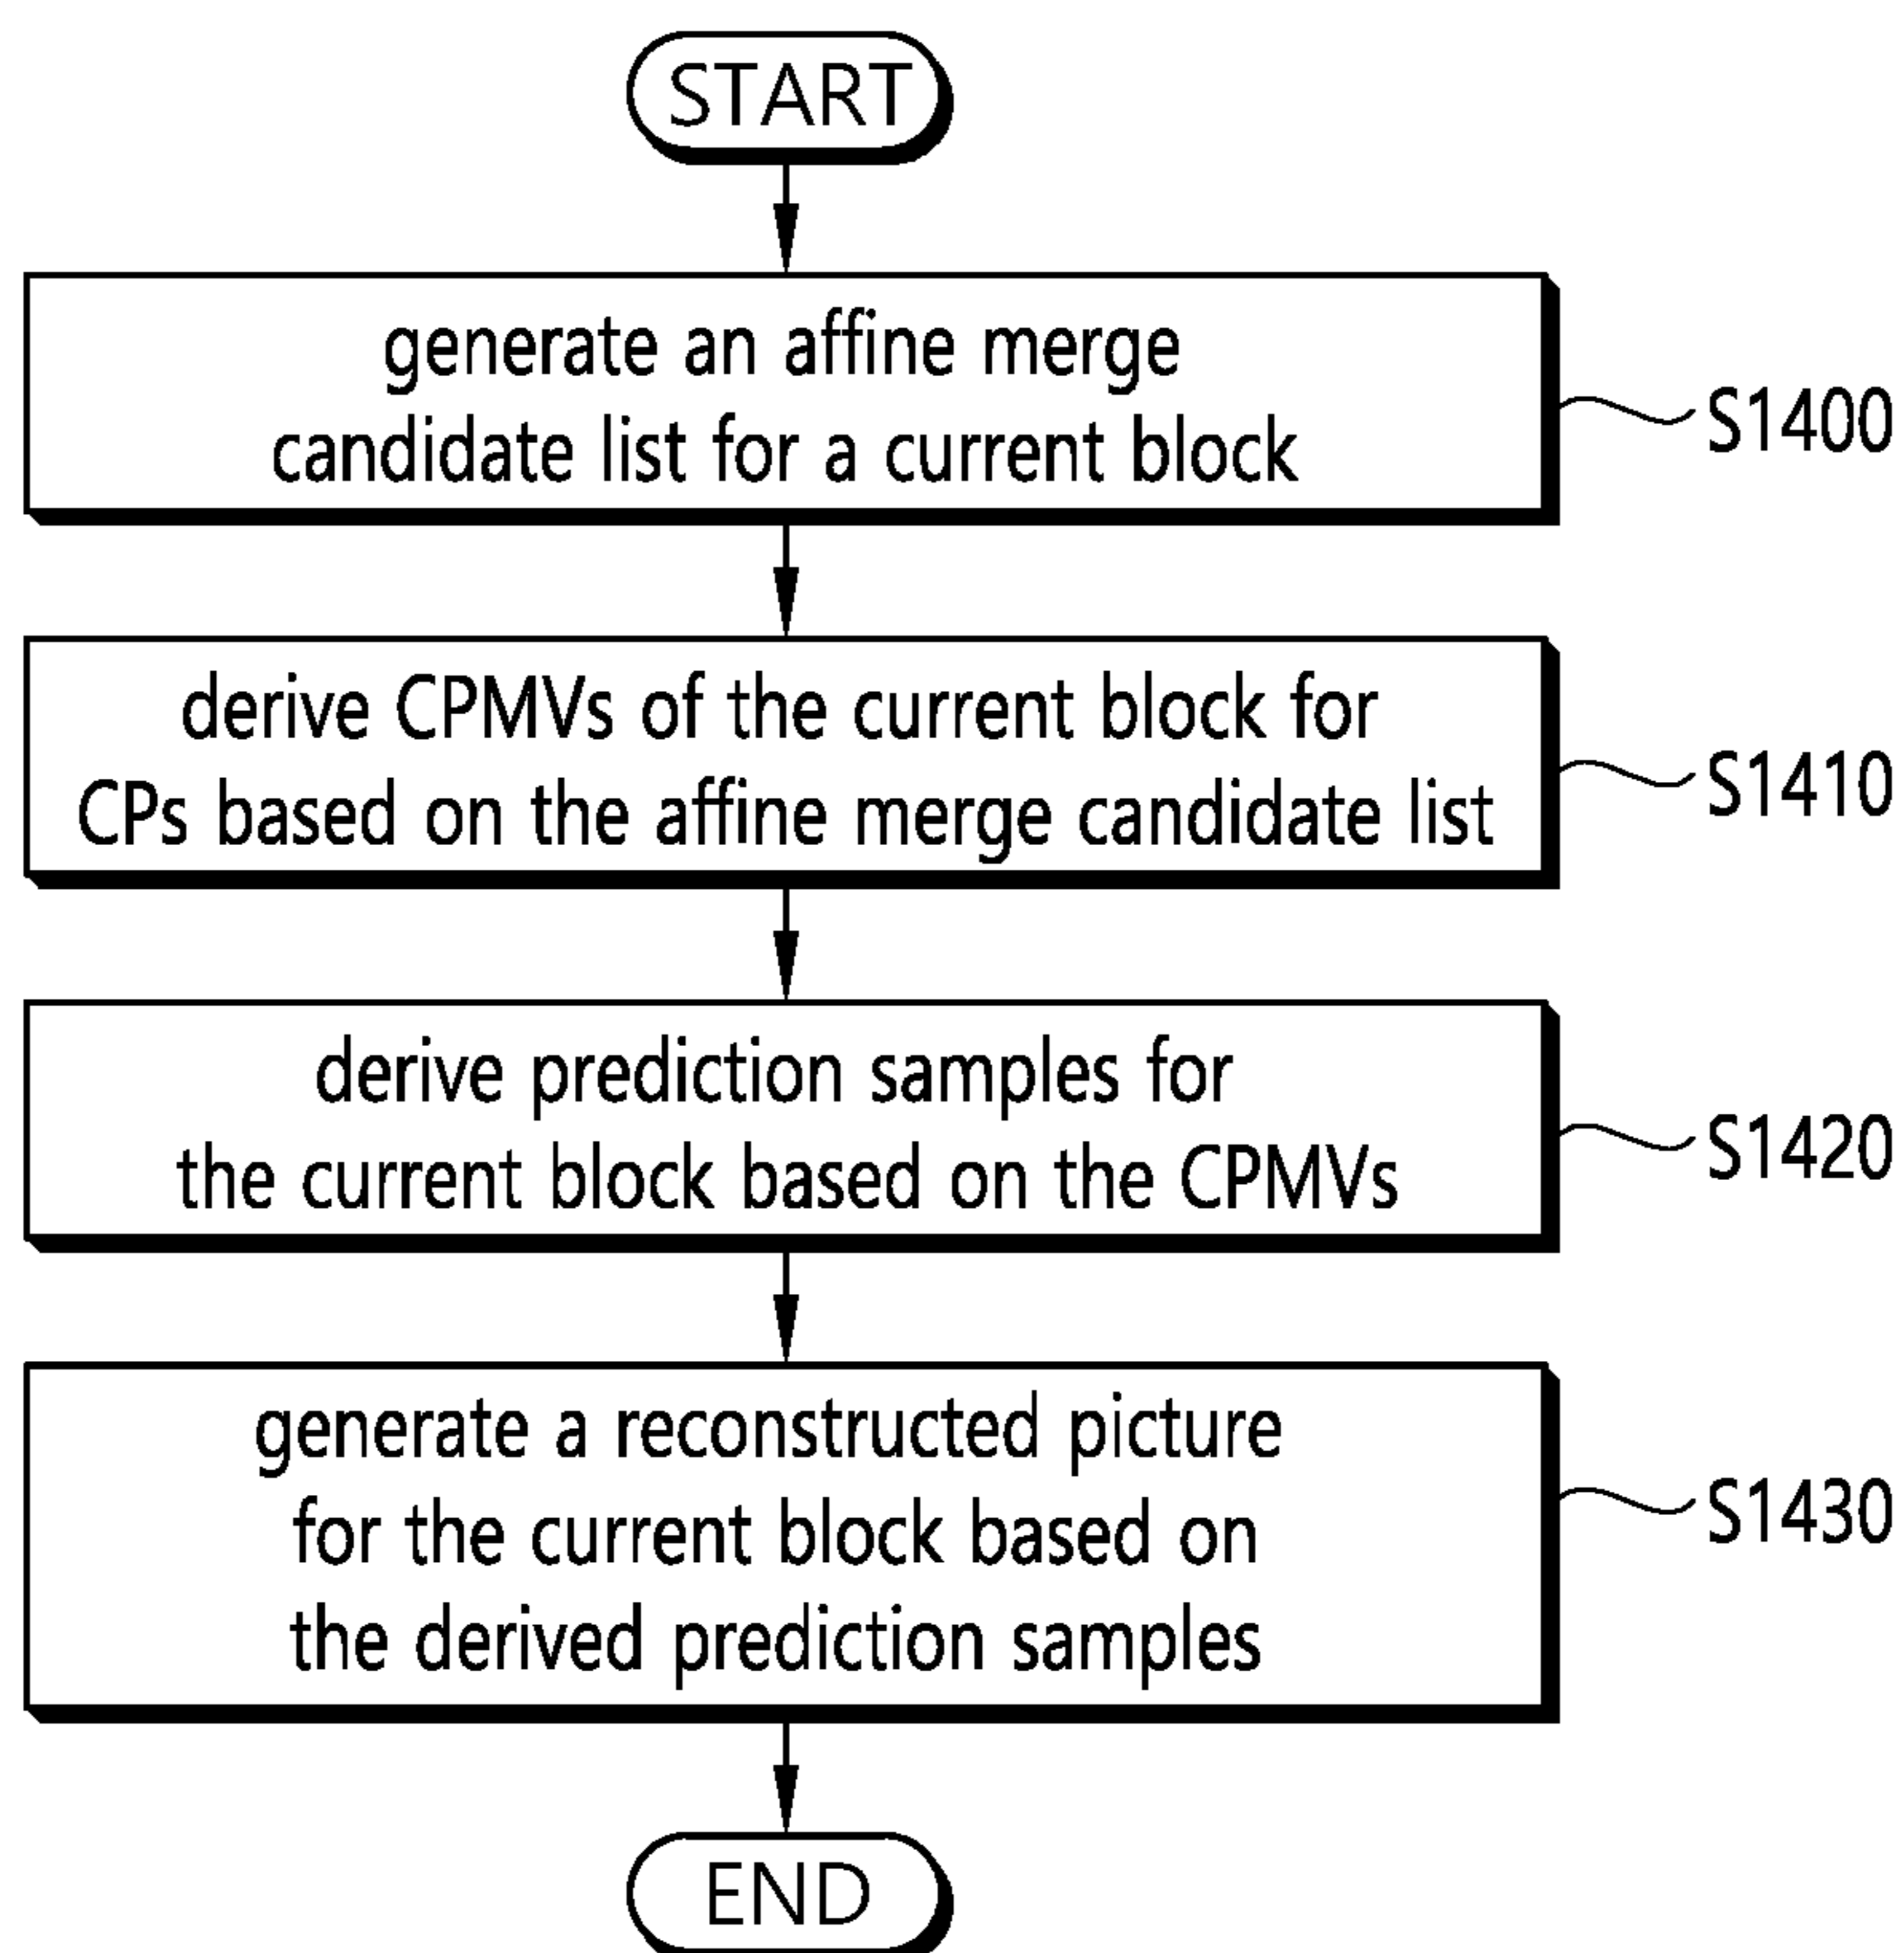 START
generate an affine merge
candidate list for a current block
S1400
derive CPMVs of the current block for
CPs based on the affine merge candidate list
S1410
derive prediction samples for
the current block based on the CPMVs
S1420
generate a reconstructed picture
for the current block based on
the derived prediction samples
S1430
END